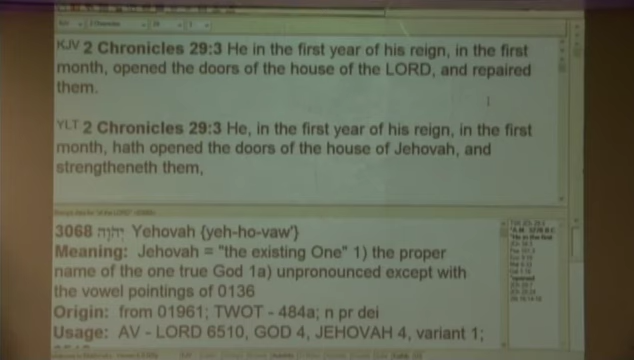 KJV 2 Chronicles 29:3 He in the first year of his reign, in the first
month, opened the doors of the house of the LORD, and repaired
them.
YLT 2 Chronicles 29:3 He, in the first year of his reign, in the first
month, hath opened the doors of the house of Jehovah, and
strengtheneth them,
3068 יְהֹוָה Yehovah {yeh-ho-vaw'}
Meaning: Jehovah = "the existing One" 1) the proper
name of the one true God 1a) unpronounced except with
the vowel pointings of 0136
Origin: from 01961; TWOT - 484a; n pr dei
Usage: AV - LORD 6510, GOD 4, JEHOVAH 4, variant 1;